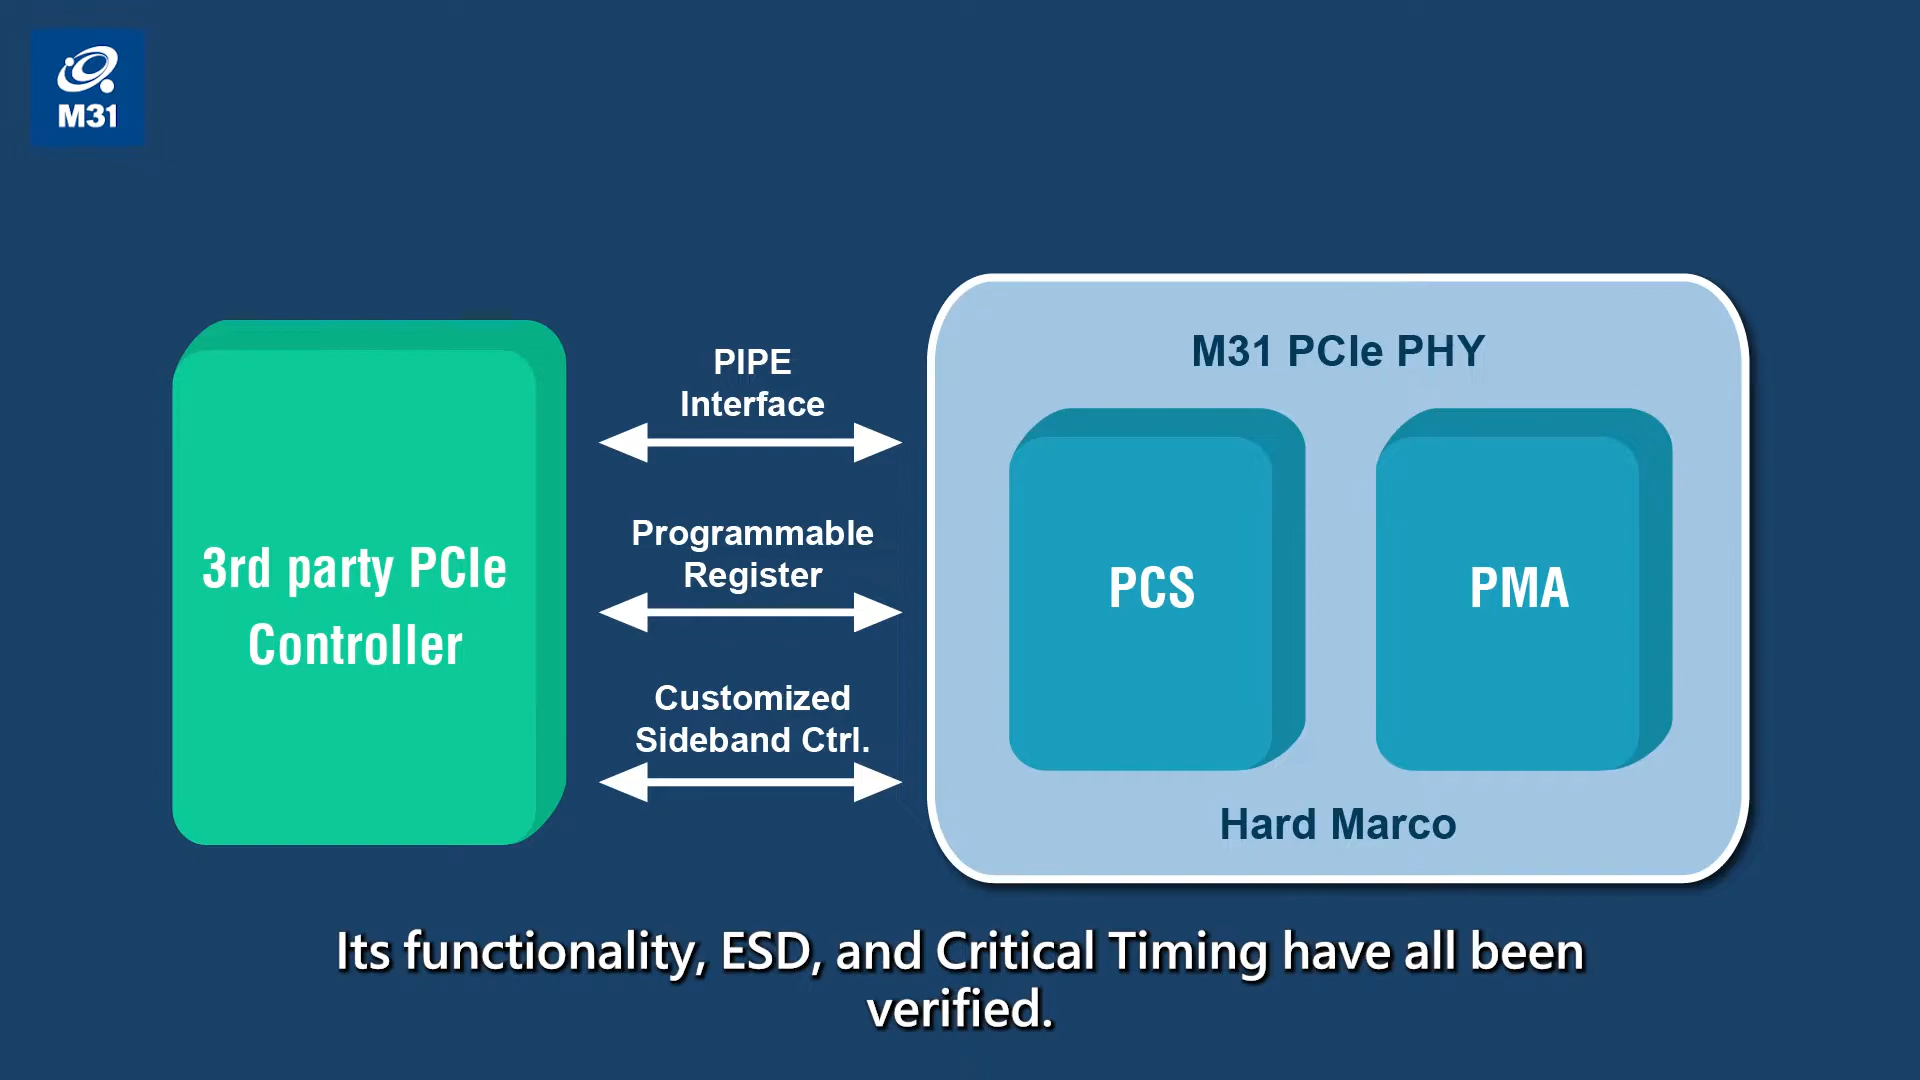 M31
3rd party PCIe
Controller
PIPE
Interface
Programmable
Register
Customized
Sideband Ctrl.
M31 PCIe PHY
PCS
PMA
Hard Marco
Its functionality, ESD, and Critical Timing have all been
verified.